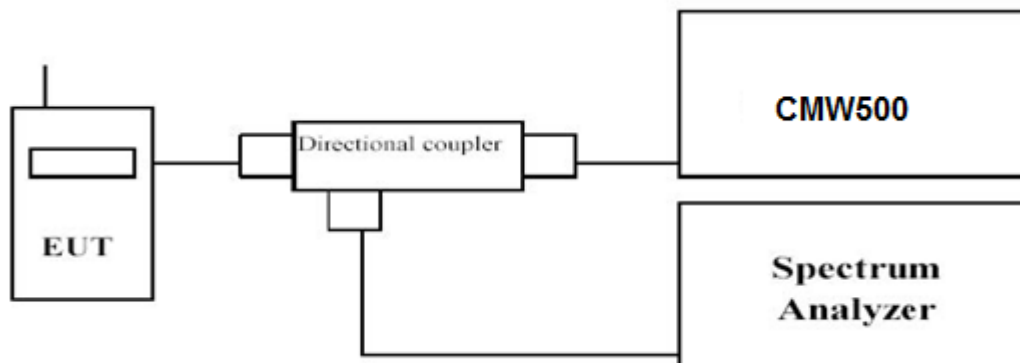 Directional coupler
CMW500
EUT
Spectrum
Analyzer